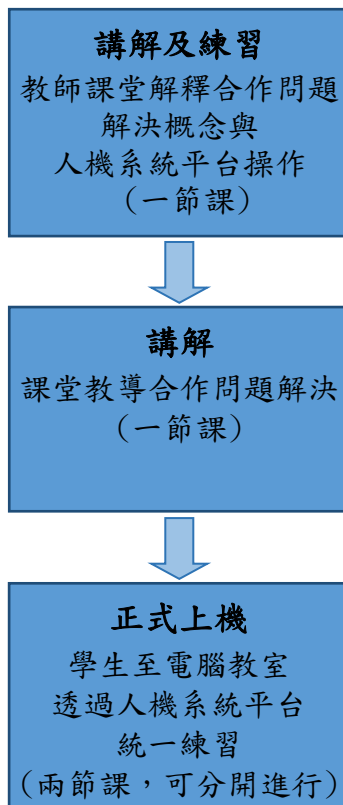 講解及練習
教師課堂解釋合作問題
解決概念與
人機系統平台操作
（一節課）
講解
課堂教導合作問題解決
（一節課）
正式上機
學生至電腦教室
透過人機系統平台
統一練習
（兩節課，可分開進行）